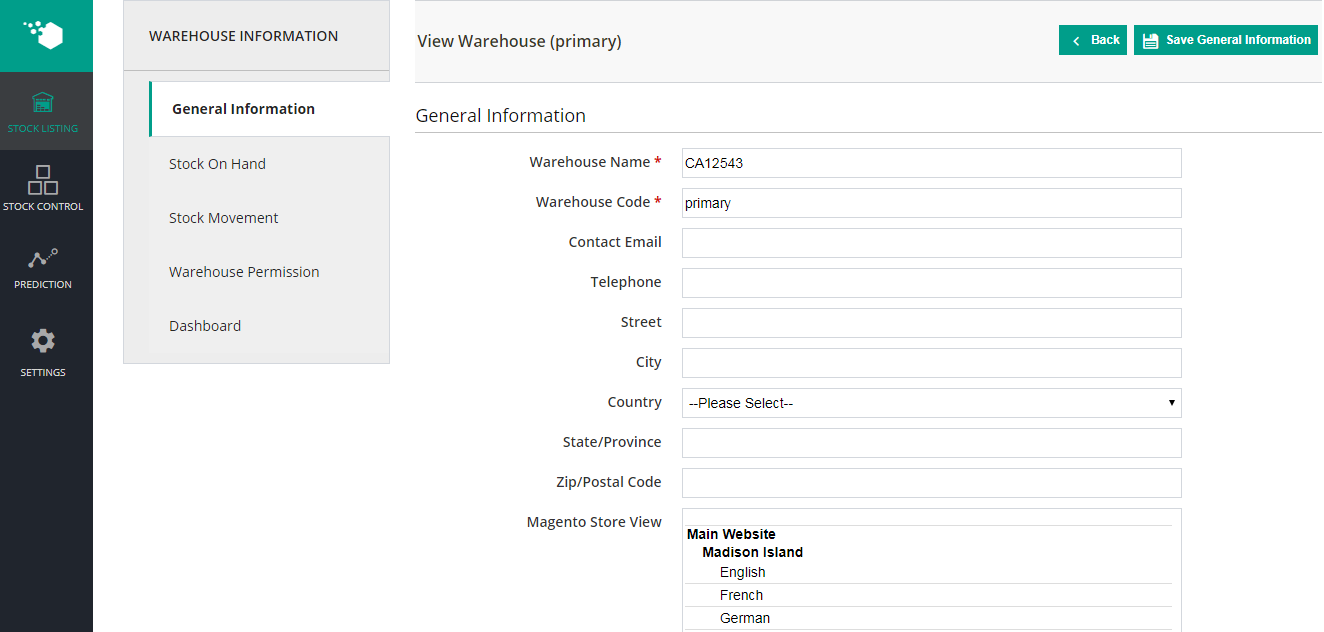 STOCK LISTING
STOCK CONTROL
PREDICTION
SETTINGS
WAREHOUSE INFORMATION
General Information
Stock On Hand
Stock Movement
Warehouse Permission
Dashboard
View Warehouse (primary)
Back
Save General Information
General Information
Warehouse Name * CA12543
Warehouse Code * primary
Contact Email
Telephone
Street
City
Country --Please Select--
State/Province
Zip/Postal Code
Magento Store View
Main Website
Madison Island
English
French
German